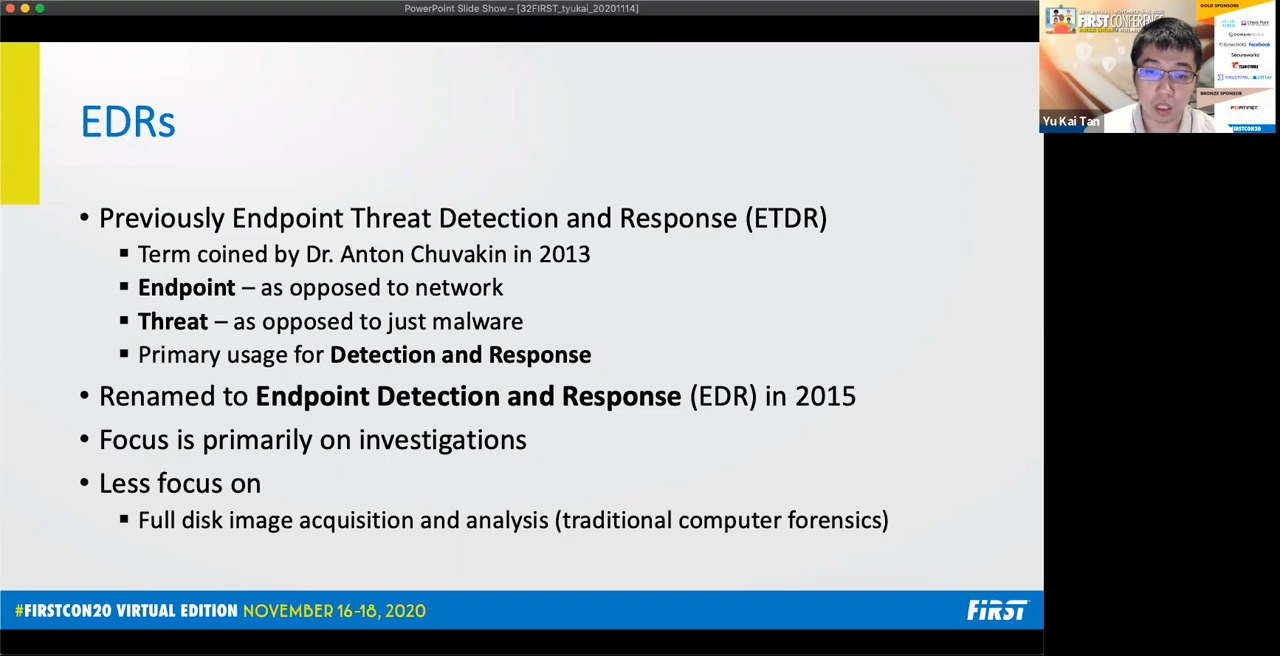 PowerPoint Slide Show – [32FIRST_tyukai_20201114]
EDRs
• Previously Endpoint Threat Detection and Response (ETDR)
▪ Term coined by Dr. Anton Chuvakin in 2013
▪ Endpoint – as opposed to network
▪ Threat – as opposed to just malware
▪ Primary usage for Detection and Response
• Renamed to Endpoint Detection and Response (EDR) in 2015
• Focus is primarily on investigations
• Less focus on
▪ Full disk image acquisition and analysis (traditional computer forensics)
#FIRSTCON20 VIRTUAL EDITION NOVEMBER 16-18, 2020
FIRST
FIRST CONFERENCE
GOLD SPONSORS
CISCO
Check Point
DOMAINTOOLS
EclecticIQ facebook
Secureworks
BRONZE SPONSOR
FORTINET
FIRSTCON20
Yu Kai Tan